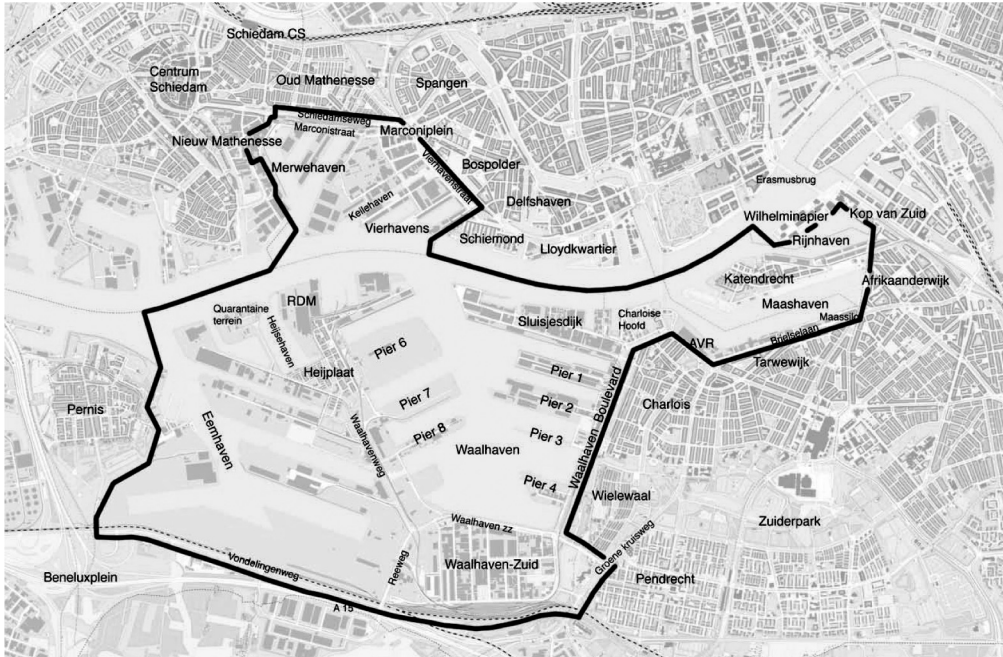 Schiedam CS
Centrum
Schiedam
Oud Mathenesse
Spangen
Schiedamseweg
Marconistraat
Marconiplein
Nieuw Mathenesse
Merwehaven
Vierhavenstraat
Bospolder
Keilehaven
Delfshaven
Vierhavens
Schiemond
Lloydkwartier
Erasmusbrug
Wilhelminapier
Kop van Zuid
Rijnhaven
Katendrecht
Afrikaanderwijk
Maashaven
Maassilo
Quarantaine
terrein
RDM
Heijsehaven
Heijplaat
Sluisjesdijk
Charloise
Hoofd
AVR
Brielselaan
Tarwewijk
Pier 6
Pier 1
Pier 7
Pier 2
Charlois
Pernis
Pier 8
Pier 3
Eemhaven
Waalhavenweg
Waalhaven
Waalhaven Boulevard
Pier 4
Wielewaal
Zuiderpark
Waalhaven zz
Groene kruisweg
Waalhaven-Zuid
Pendrecht
Beneluxplein
Vondelingenweg
Reeweg
A 15